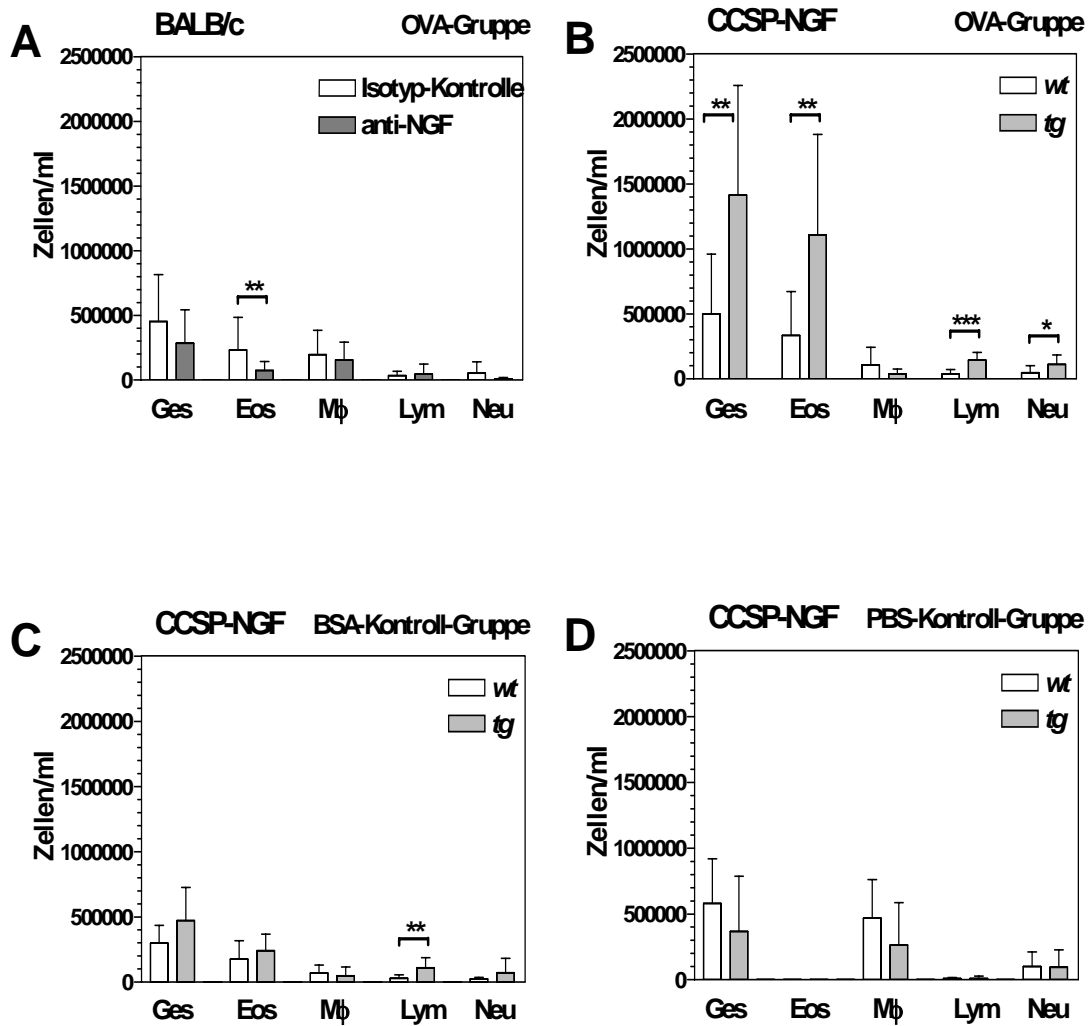 A
BALB/c
OVA-Gruppe
2500000
2000000
1500000
1000000
500000
0
Zellen/ml
Isotyp-Kontrolle
anti-NGF
**
Ges Eos Mϕ Lym Neu
B
CCSP-NGF
OVA-Gruppe
2500000
2000000
1500000
1000000
500000
0
Zellen/ml
wt
tg
** ** *** *
Ges Eos Mϕ Lym Neu
C
CCSP-NGF
BSA-Kontroll-Gruppe
2500000
2000000
1500000
1000000
500000
0
Zellen/ml
wt
tg
**
Ges Eos Mϕ Lym Neu
D
CCSP-NGF
PBS-Kontroll-Gruppe
2500000
2000000
1500000
1000000
500000
0
Zellen/ml
wt
tg
Ges Eos Mϕ Lym Neu